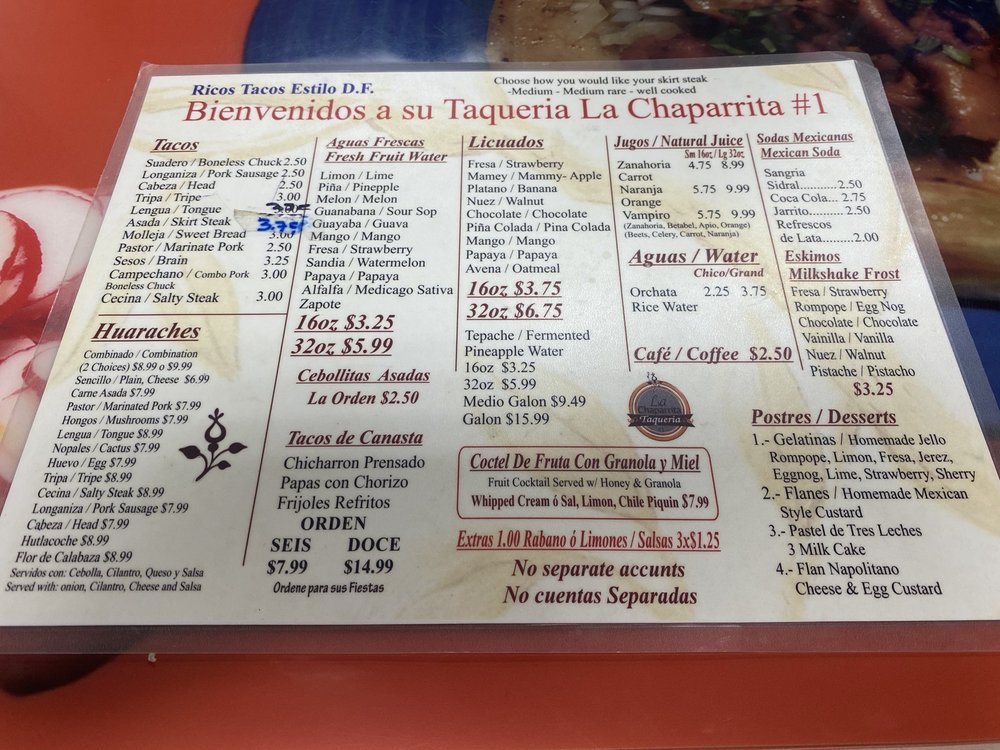 Ricos Tacos Estilo D.F.
Choose how you would like your skirt steak
-Medium - Medium rare - well cooked
Bienvenidos a su Taqueria La Chaparrita #1
Tacos
Suadero / Boneless Chuck 2.50
Longaniza / Pork Sausage 2.50
Cabeza / Head 2.50
Tripa / Tripe 3.00
Lengua / Tongue
Asada / Skirt Steak 3.75
Molleja / Sweet Bread 3.00
Pastor / Marinate Pork 2.50
Sesos / Brain 3.25
Campechano / Combo Pork 3.00
Boneless Chuck
Cecina / Salty Steak 3.00
Huaraches
Combinado / Combination
(2 Choices) $8.99 o $9.99
Sencillo / Plain, Cheese $6.99
Carne Asada $7.99
Pastor / Marinated Pork $7.99
Hongos / Mushrooms $7.99
Lengua / Tongue $8.99
Nopales / Cactus $7.99
Huevo / Egg $7.99
Tripa / Tripe $8.99
Cecina / Salty Steak $8.99
Longaniza / Pork Sausage $7.99
Cabeza / Head $7.99
Hutlacoche $8.99
Flor de Calabaza $8.99
Servidos con: Cebolla, Cilantro, Queso y Salsa
Served with: onion, Cilantro, Cheese and Salsa
Aguas Frescas
Fresh Fruit Water
Limon / Lime
Piña / Pinepple
Melon / Melon
Guanabana / Sour Sop
Guayaba / Guava
Mango / Mango
Fresa / Strawberry
Sandia / Watermelon
Papaya / Papaya
Alfalfa / Medicago Sativa
Zapote
16oz $3.25
32oz $5.99
Cebollitas Asadas
La Orden $2.50
Tacos de Canasta
Chicharron Prensado
Papas con Chorizo
Frijoles Refritos
ORDEN
SEIS DOCE
$7.99 $14.99
Ordene para sus Fiestas
Licuados
Fresa / Strawberry
Mamey / Mammy- Apple
Platano / Banana
Nuez / Walnut
Chocolate / Chocolate
Piña Colada / Pina Colada
Mango / Mango
Papaya / Papaya
Avena / Oatmeal
16oz $3.75
32oz $6.75
Tepache / Fermented
Pineapple Water
16oz $3.25
32oz $5.99
Medio Galon $9.49
Galon $15.99
Jugos / Natural Juice
Sm 16oz / Lg 32oz
Zanahoria 4.75 8.99
Carrot
Naranja 5.75 9.99
Orange
Vampiro 5.75 9.99
(Zanahoria, Betabel, Apio, Orange)
(Beets, Celery, Carrot, Naranja)
Aguas / Water
Chico/Grand
Orchata 2.25 3.75
Rice Water
Café / Coffee $2.50
La
Chaparrita
Taqueria
Coctel De Fruta Con Granola y Miel
Fruit Cocktail Served w/ Honey & Granola
Whipped Cream ó Sal, Limon, Chile Piquin $7.99
Extras 1.00 Rabano ó Limones / Salsas 3x$1.25
No separate accunts
No cuentas Separadas
Sodas Mexicanas
Mexican Soda
Sangria
Sidral...........2.50
Coca Cola... 2.75
Jarrito..........2.50
Refrescos
de Lata.........2.00
Eskimos
Milkshake Frost
Fresa / Strawberry
Rompope / Egg Nog
Chocolate / Chocolate
Vainilla / Vanilla
Nuez / Walnut
Pistache / Pistacho
$3.25
Postres / Desserts
1.- Gelatinas / Homemade Jello
Rompope, Limon, Fresa, Jerez,
Eggnog, Lime, Strawberry, Sherry
2.- Flanes / Homemade Mexican
Style Custard
3.- Pastel de Tres Leches
3 Milk Cake
4.- Flan Napolitano
Cheese & Egg Custard